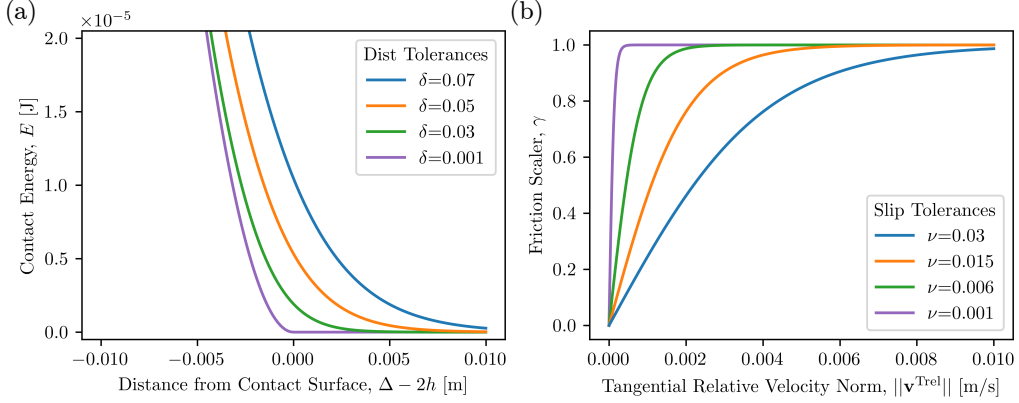 (a)
×10⁻⁵
2.0
1.5
1.0
0.5
0.0
Contact Energy, E [J]
Dist Tolerances
δ=0.07
δ=0.05
δ=0.03
δ=0.001
−0.010
−0.005
0.000
0.005
0.010
Distance from Contact Surface, Δ − 2h [m]
(b)
1.0
0.8
0.6
0.4
0.2
0.0
Friction Scaler, γ
Slip Tolerances
ν=0.03
ν=0.015
ν=0.006
ν=0.001
0.000
0.002
0.004
0.006
0.008
0.010
Tangential Relative Velocity Norm, ||v^Trel|| [m/s]